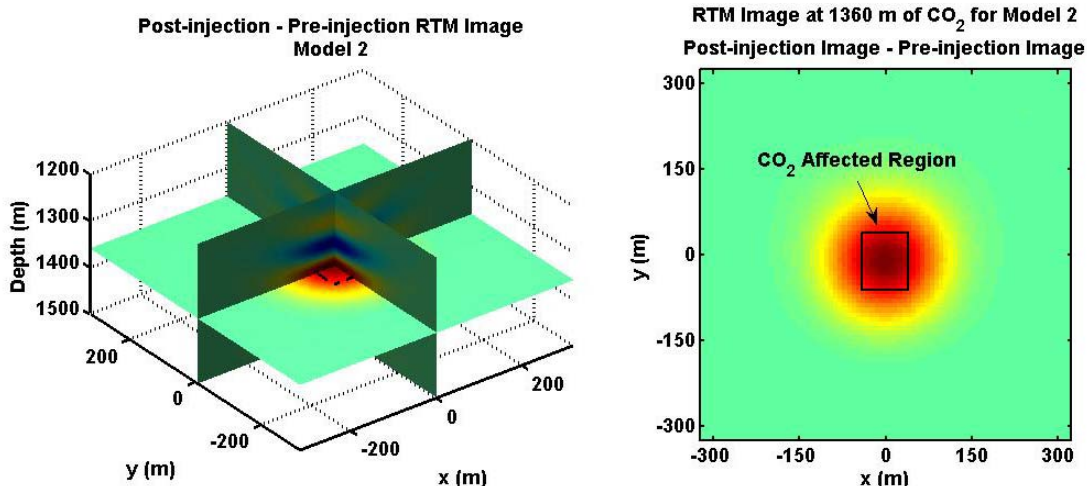 Post-injection - Pre-injection RTM Image
Model 2
1200
1300
1400
1500
Depth (m)
200
0
-200
y (m)
-200
0
200
x (m)
RTM Image at 1360 m of CO₂ for Model 2
Post-injection Image - Pre-injection Image
300
150
0
-150
-300
y (m)
CO₂ Affected Region
-300
-150
0
150
300
x (m)